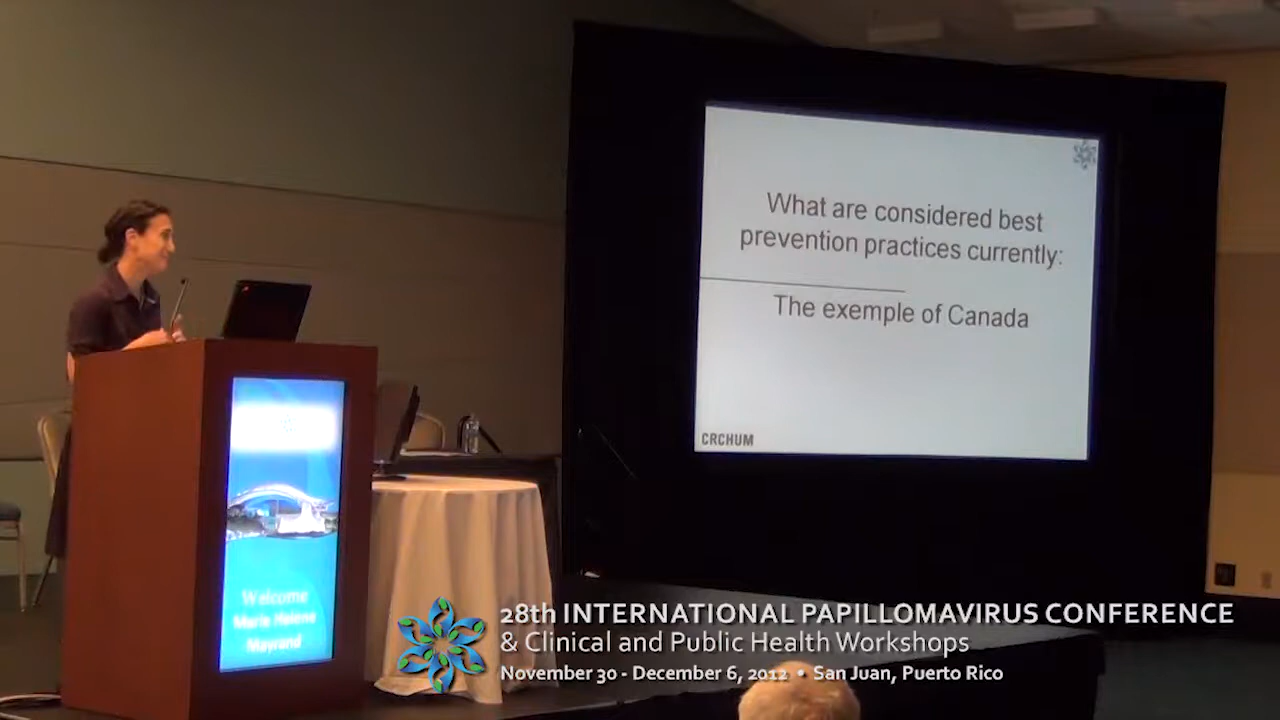 What are considered best
prevention practices currently:
The exemple of Canada
CRCHUM
Welcome
Marie Helene
Mayrand
28th INTERNATIONAL PAPILLOMAVIRUS CONFERENCE
& Clinical and Public Health Workshops
November 30 - December 6, 2012 • San Juan, Puerto Rico